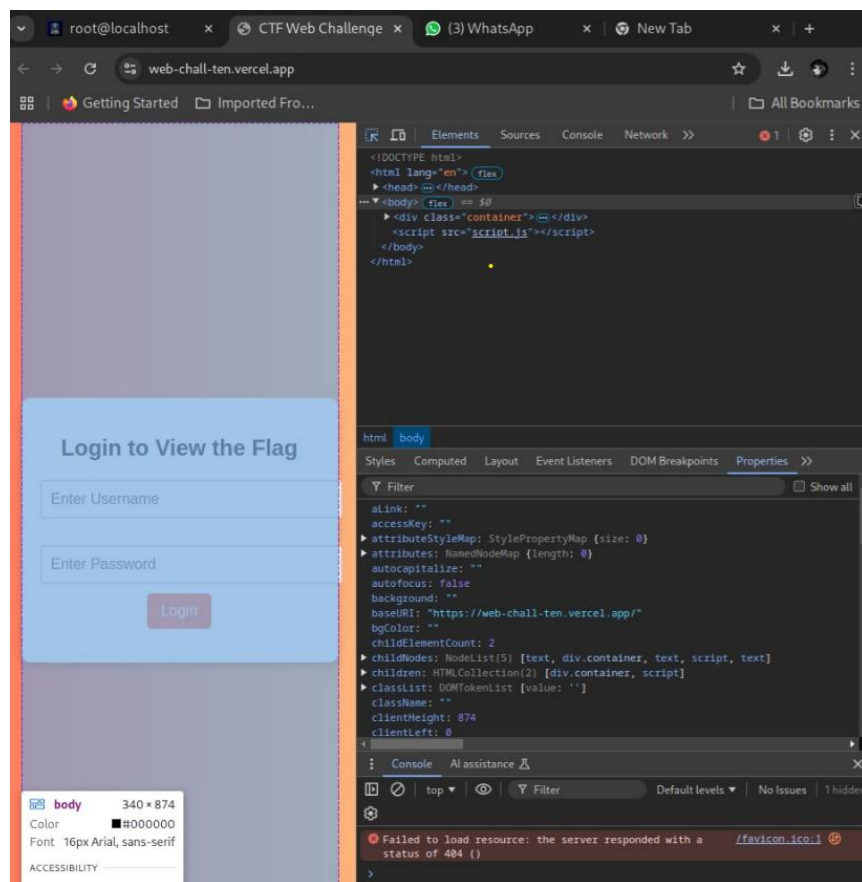 root@localhost
CTF Web Challenge
(3) WhatsApp
New Tab
web-chall-ten.vercel.app
Getting Started
Imported Fro...
All Bookmarks
Login to View the Flag
Enter Username
Enter Password
Login
body 340 × 874
Color #000000
Font 16px Arial, sans-serif
ACCESSIBILITY
Elements Sources Console Network >> 1
<!DOCTYPE html>
<html lang="en"> flex
<head> ... </head>
... <body> flex == $0
<div class="container"> ... </div>
<script src="script.js"></script>
</body>
</html>
html body
Styles Computed Layout Event Listeners DOM Breakpoints Properties >>
Filter Show all
aLink: ""
accessKey: ""
attributeStyleMap: StylePropertyMap {size: 0}
attributes: NamedNodeMap {length: 0}
autocapitalize: ""
autofocus: false
background: ""
baseURI: "https://web-chall-ten.vercel.app/"
bgColor: ""
childElementCount: 2
childNodes: NodeList(5) [text, div.container, text, script, text]
children: HTMLCollection(2) [div.container, script]
classList: DOMTokenList [value: '']
className: ""
clientHeight: 874
clientLeft: 0
Console AI assistance
top Filter Default levels No Issues 1 hidden
Failed to load resource: the server responded with a /favicon.ico:1
status of 404 ()